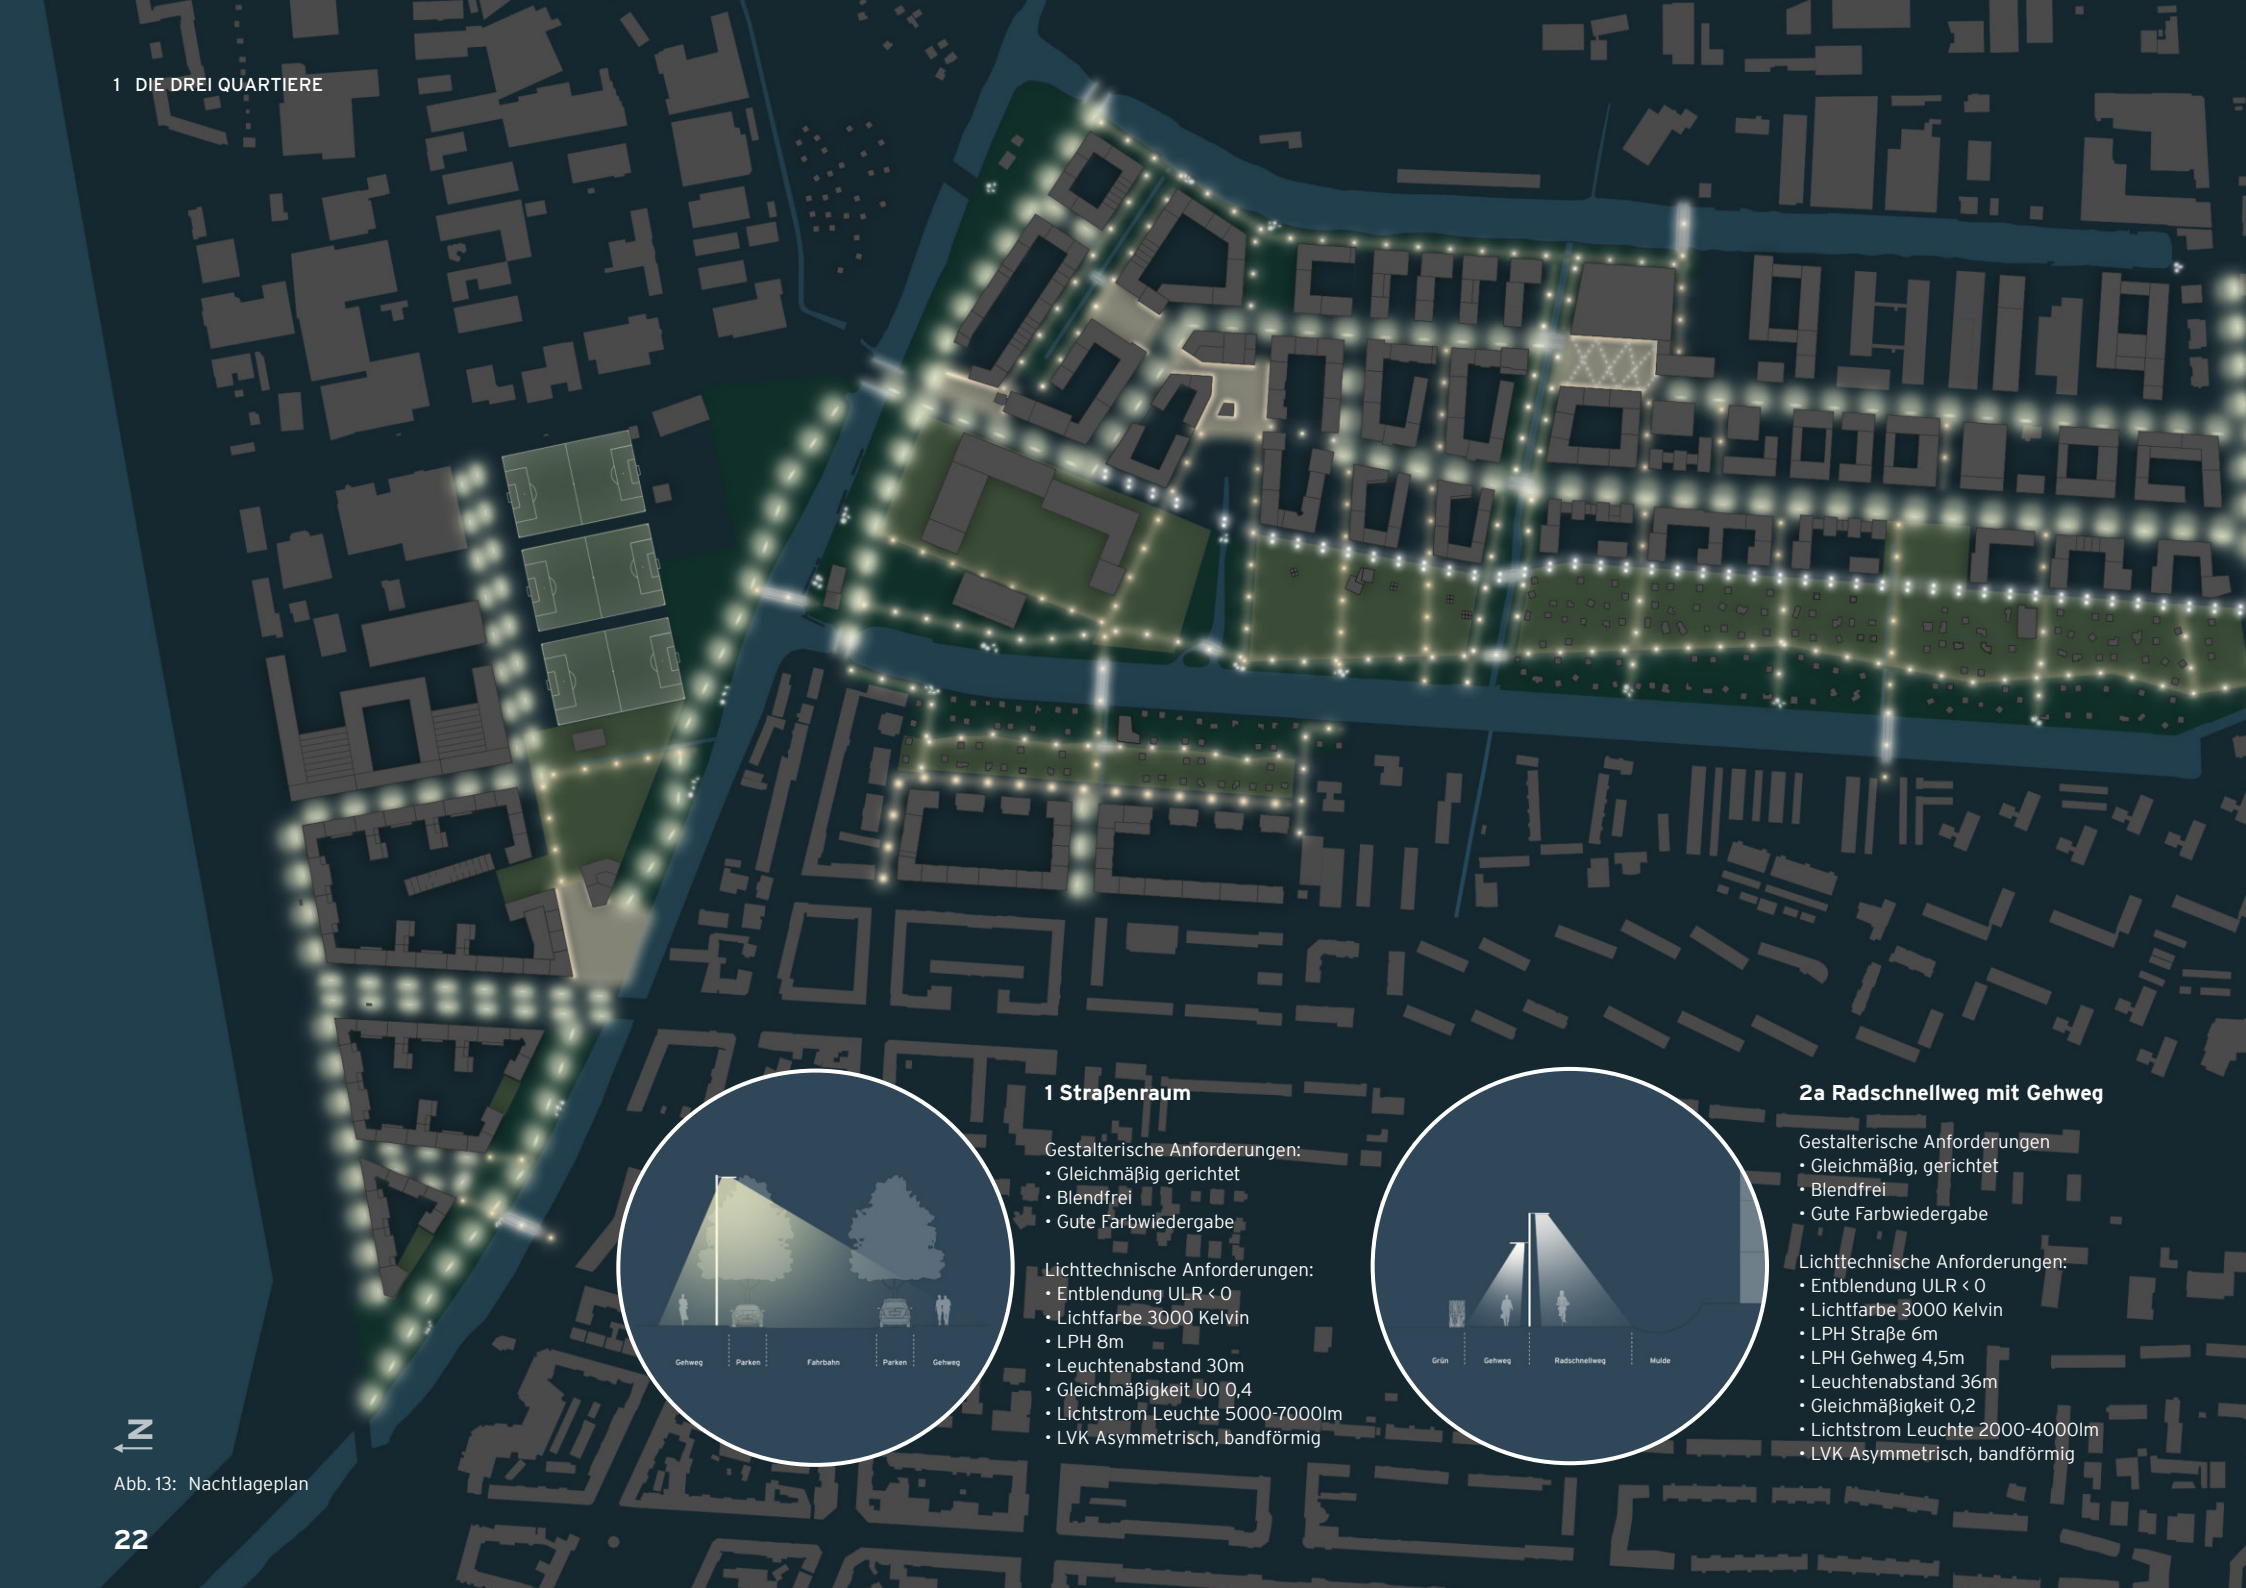 1 DIE DREI QUARTIERE
1 Straßenraum
Gestalterische Anforderungen:
• Gleichmäßig gerichtet
• Blendfrei
• Gute Farbwiedergabe
Lichttechnische Anforderungen:
• Entblendung ULR < 0
• Lichtfarbe 3000 Kelvin
• LPH 8m
• Leuchtenabstand 30m
• Gleichmäßigkeit U0 0,4
• Lichtstrom Leuchte 5000-7000lm
• LVK Asymmetrisch, bandförmig
Gehweg Parken Fahrbahn Parken Gehweg
2a Radschnellweg mit Gehweg
Gestalterische Anforderungen
• Gleichmäßig, gerichtet
• Blendfrei
• Gute Farbwiedergabe
Lichttechnische Anforderungen:
• Entblendung ULR < 0
• Lichtfarbe 3000 Kelvin
• LPH Straße 6m
• LPH Gehweg 4,5m
• Leuchtenabstand 36m
• Gleichmäßigkeit 0,2
• Lichtstrom Leuchte 2000-4000lm
• LVK Asymmetrisch, bandförmig
Grün Gehweg Radschnellweg Mulde
N
Abb. 13: Nachtlageplan
22